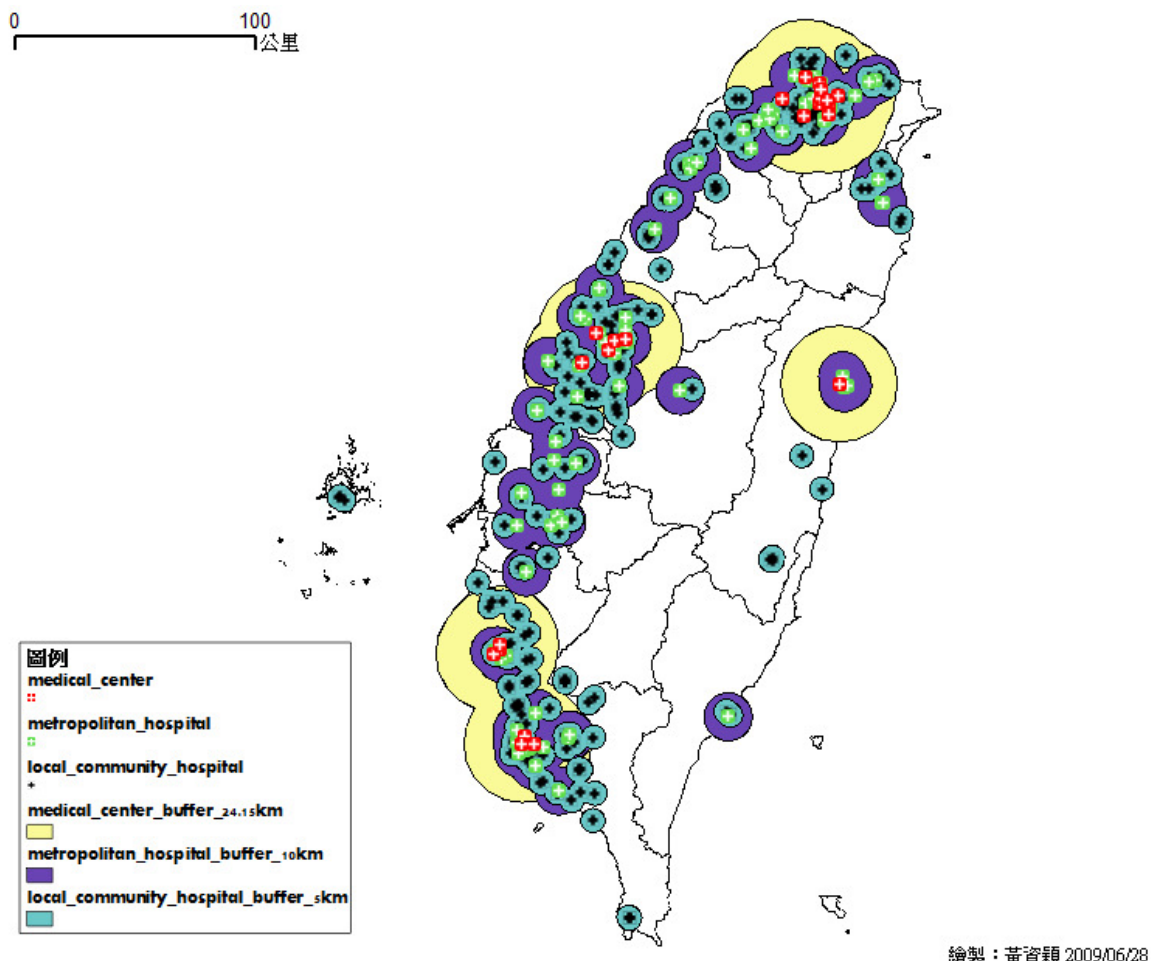 0 100
公里
圖例
medical_center
metropolitan_hospital
local_community_hospital
medical_center_buffer_24.15km
metropolitan_hospital_buffer_10km
local_community_hospital_buffer_5km
繪製：黃資穎 2009/06/28